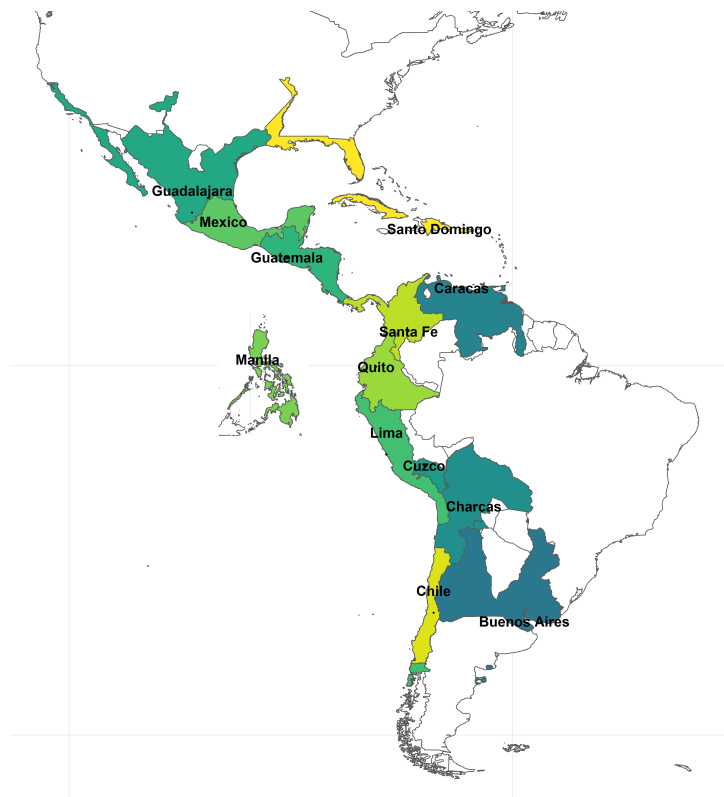 Guadalajara
Mexico
Santo Domingo
Guatemala
Caracas
Santa Fe
Manila
Quito
Lima
Cuzco
Charcas
Chile
Buenos Aires